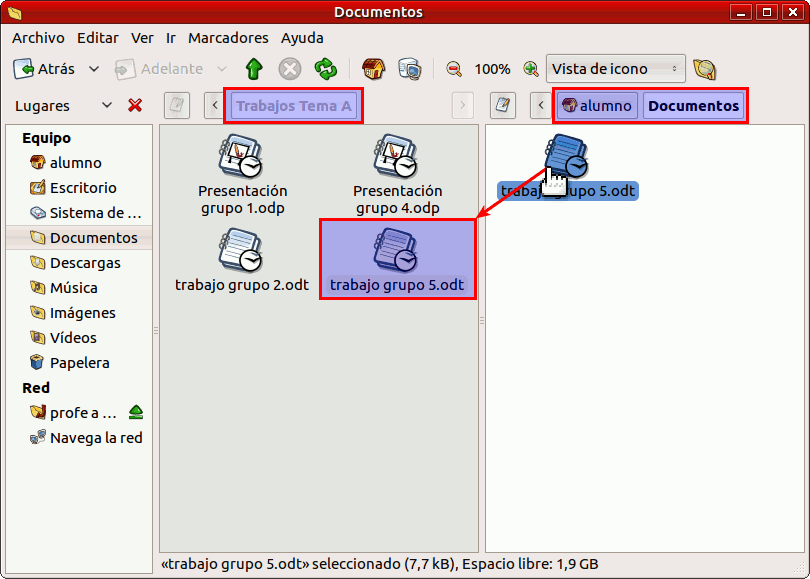 Documentos
Archivo Editar Ver Ir Marcadores Ayuda
Atrás Adelante 100% Vista de icono
Lugares Trabajos Tema A alumno Documentos
Equipo
alumno
Escritorio
Sistema de ...
Documentos
Descargas
Música
Imágenes
Vídeos
Papelera
Red
profe a ...
Navega la red
Presentación
grupo 1.odp
Presentación
grupo 4.odp
trabajo grupo 2.odt
trabajo grupo 5.odt
trabajo grupo 5.odt
«trabajo grupo 5.odt» seleccionado (7,7 kB), Espacio libre: 1,9 GB